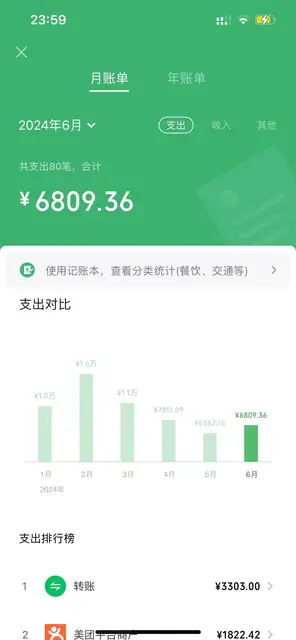 23:59
月账单 年账单
2024年6月 支出 收入 其他
共支出80笔，合计
¥6809.36
使用记账本，查看分类统计(餐饮、交通等)
支出对比
¥1.6万
¥1.0万 ¥1.1万
¥7831.09 ¥6809.36
1月 2月 3月 4月 5月 6月
2024年
支出排行榜
1 转账 ¥3303.00
2 美团平台商户 ¥1822.42